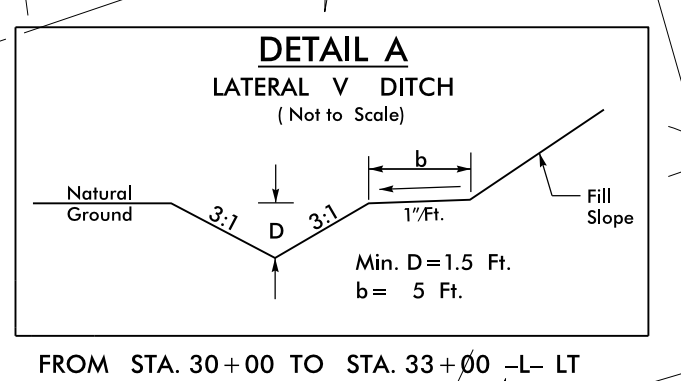 DETAIL A
LATERAL V DITCH
( Not to Scale)
b
Natural
Ground
3:1
D
3:1
1"/Ft.
Fill
Slope
Min. D=1.5 Ft.
b= 5 Ft.
FROM STA. 30+00 TO STA. 33+00 -L- LT